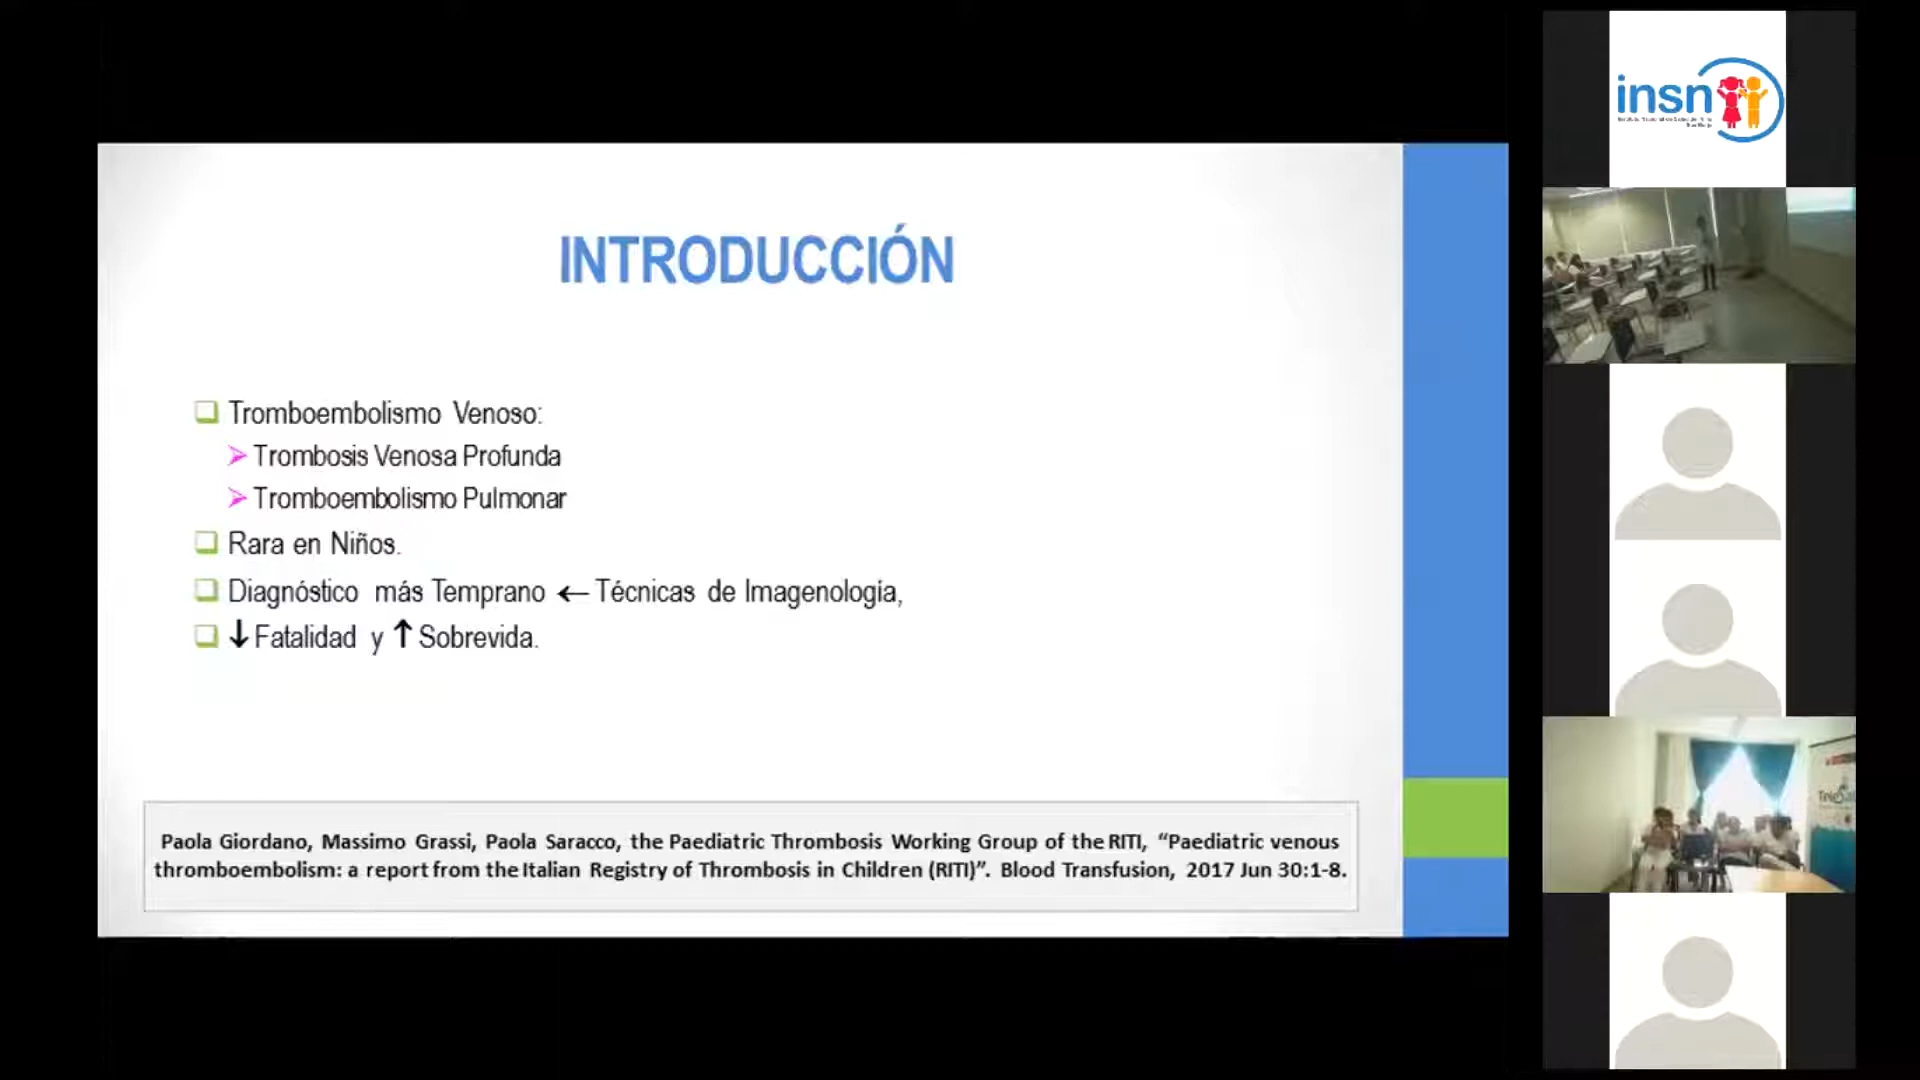 INTRODUCCIÓN
Tromboembolismo Venoso:
Trombosis Venosa Profunda
Tromboembolismo Pulmonar
Rara en Niños.
Diagnóstico más Temprano ← Técnicas de Imagenología,
↓ Fatalidad y ↑ Sobrevida.
Paola Giordano, Massimo Grassi, Paola Saracco, the Paediatric Thrombosis Working Group of the RITI, “Paediatric venous
thromboembolism: a report from the Italian Registry of Thrombosis in Children (RITI)”. Blood Transfusion, 2017 Jun 30:1-8.
insn